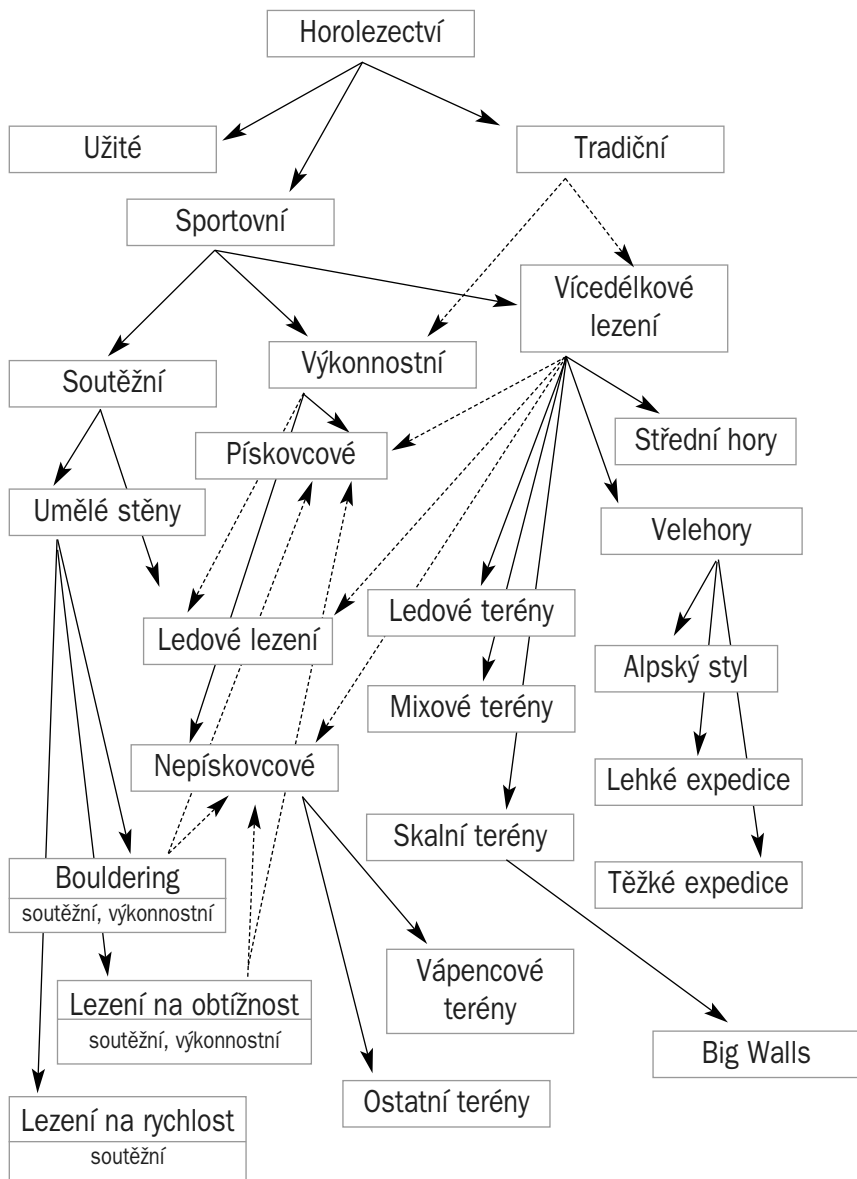 Horolezectví
Užité
Tradiční
Sportovní
Vícedélkové
lezení
Výkonnostní
Soutěžní
Střední hory
Pískovcové
Umělé stěny
Velehory
Ledové terény
Ledové lezení
Alpský styl
Mixové terény
Nepískovcové
Lehké expedice
Skalní terény
Bouldering
soutěžní, výkonnostní
Těžké expedice
Vápencové
terény
Lezení na obtížnost
soutěžní, výkonnostní
Big Walls
Ostatní terény
Lezení na rychlost
soutěžní